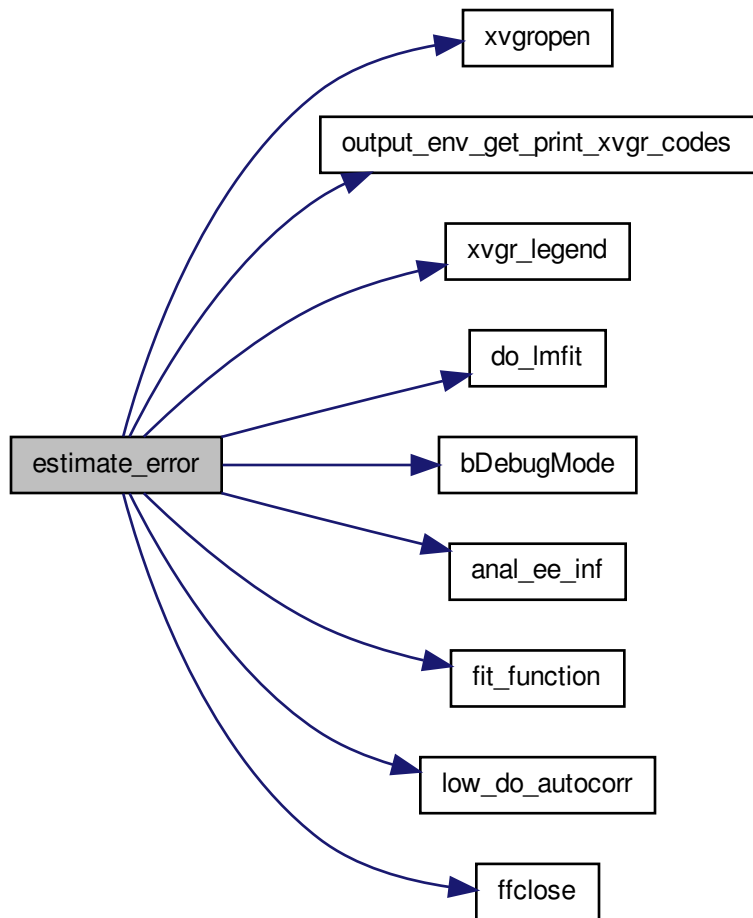 xvgropen
output_env_get_print_xvgr_codes
xvgr_legend
do_lmfit
estimate_error
bDebugMode
anal_ee_inf
fit_function
low_do_autocorr
ffclose